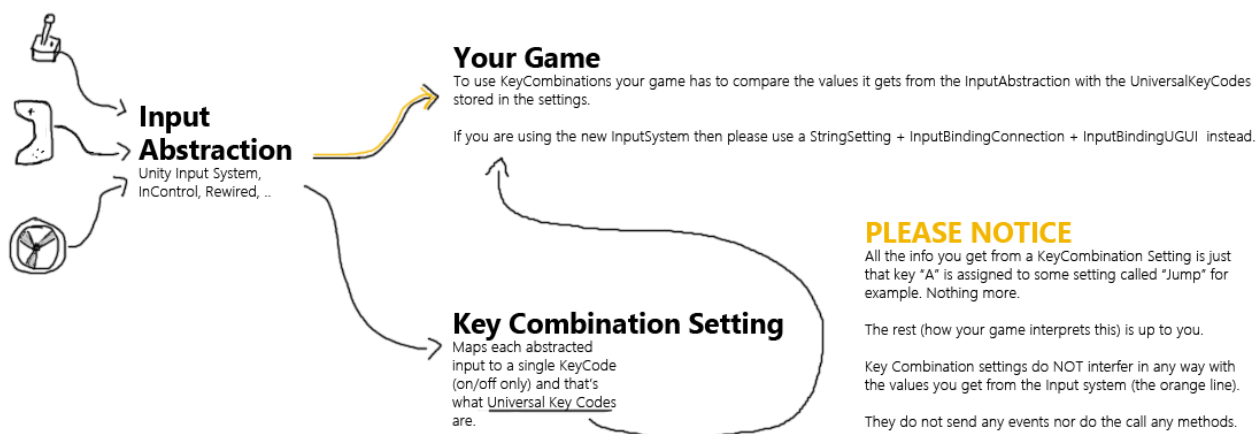 Your Game
To use KeyCombinations your game has to compare the values it gets from the InputAbstraction with the UniversalKeyCodes
stored in the settings.
If you are using the new InputSystem then please use a StringSetting + InputBindingConnection + InputBindingUGUI instead.
Input
Abstraction
Unity Input System,
InControl, Rewired, ..
PLEASE NOTICE
All the info you get from a KeyCombination Setting is just
that key “A” is assigned to some setting called “Jump” for
example. Nothing more.
The rest (how your game interprets this) is up to you.
Key Combination settings do NOT interfer in any way with
the values you get from the Input system (the orange line).
They do not send any events nor do the call any methods.
Key Combination Setting
Maps each abstracted
input to a single KeyCode
(on/off only) and that's
what Universal Key Codes
are.